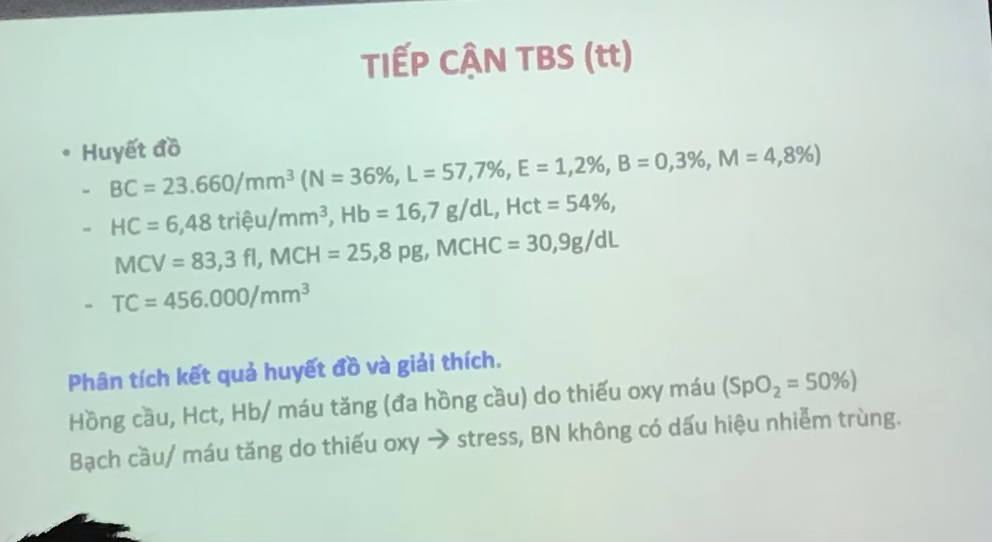 TIẾP CẬN TBS (tt)
• Huyết đồ
- BC = 23.660/mm³ (N = 36%, L = 57,7%, E = 1,2%, B = 0,3%, M = 4,8%)
- HC = 6,48 triệu/mm³, Hb = 16,7 g/dL, Hct = 54%,
MCV = 83,3 fl, MCH = 25,8 pg, MCHC = 30,9g/dL
- TC = 456.000/mm³
Phân tích kết quả huyết đồ và giải thích.
Hồng cầu, Hct, Hb/ máu tăng (đa hồng cầu) do thiếu oxy máu (SpO₂ = 50%)
Bạch cầu/ máu tăng do thiếu oxy → stress, BN không có dấu hiệu nhiễm trùng.